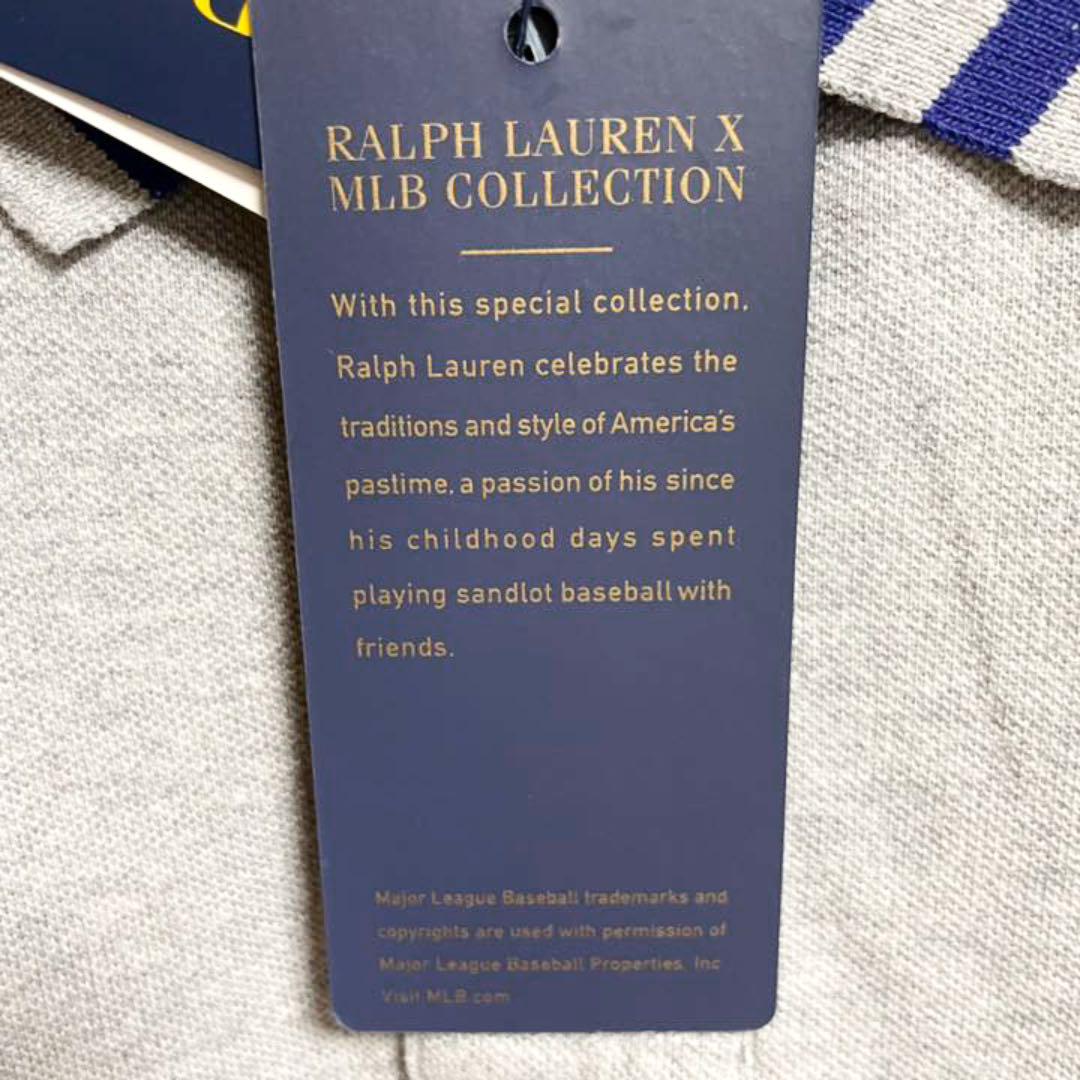 RALPH LAUREN X
MLB COLLECTION
With this special collection,
Ralph Lauren celebrates the
traditions and style of America's
pastime, a passion of his since
his childhood days spent
playing sandlot baseball with
friends.
Major League Baseball trademarks and
copyrights are used with permission of
Major League Baseball Properties, Inc
Visit MLB.com